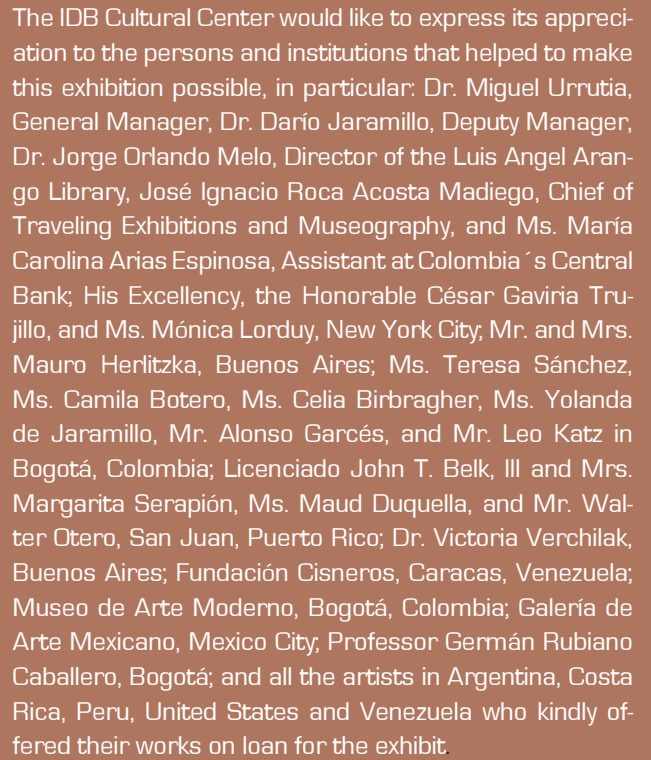 The IDB Cultural Center would like to express its appreci-
ation to the persons and institutions that helped to make
this exhibition possible, in particular: Dr. Miguel Urrutia,
General Manager, Dr. Darío Jaramillo, Deputy Manager,
Dr. Jorge Orlando Melo, Director of the Luis Angel Aran-
go Library, José Ignacio Roca Acosta Madiego, Chief of
Traveling Exhibitions and Museography, and Ms. María
Carolina Arias Espinosa, Assistant at Colombia´s Central
Bank; His Excellency, the Honorable César Gaviria Tru-
jillo, and Ms. Mónica Lorduy, New York City; Mr. and Mrs.
Mauro Herlitzka, Buenos Aires; Ms. Teresa Sánchez,
Ms. Camila Botero, Ms. Celia Birbragher, Ms. Yolanda
de Jaramillo, Mr. Alonso Garcés, and Mr. Leo Katz in
Bogotá, Colombia; Licenciado John T. Belk, III and Mrs.
Margarita Serapión, Ms. Maud Duquella, and Mr. Wal-
ter Otero, San Juan, Puerto Rico; Dr. Victoria Verchilak,
Buenos Aires; Fundación Cisneros, Caracas, Venezuela;
Museo de Arte Moderno, Bogotá, Colombia; Galería de
Arte Mexicano, Mexico City; Professor Germán Rubiano
Caballero, Bogotá; and all the artists in Argentina, Costa
Rica, Peru, United States and Venezuela who kindly of-
fered their works on loan for the exhibit.